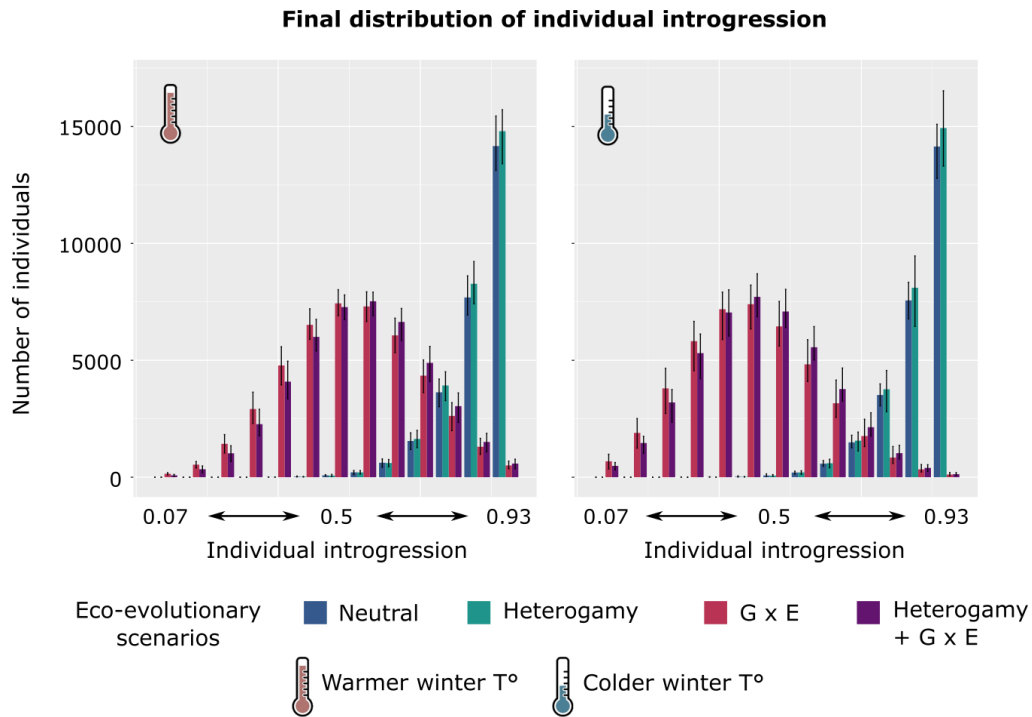 Final distribution of individual introgression
Number of individuals
15000
10000
5000
0
0.07 0.5 0.93
Individual introgression
0.07 0.5 0.93
Individual introgression
Eco-evolutionary
scenarios
Neutral
Heterogamy
G x E
Heterogamy
+ G x E
Warmer winter T°
Colder winter T°